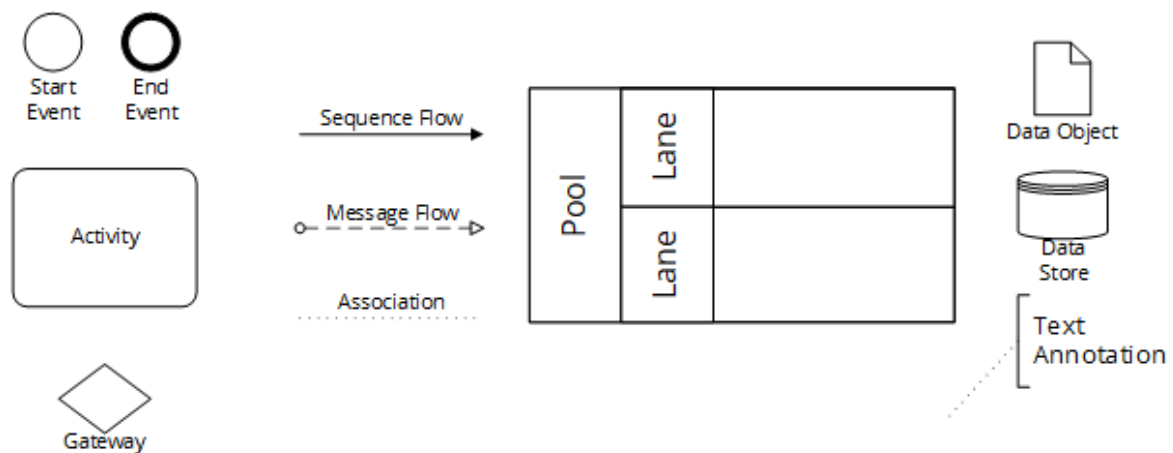 Start
Event
End
Event
Activity
Gateway
Sequence Flow
Message Flow
Association
Pool
Lane
Lane
Data Object
Data
Store
Text
Annotation